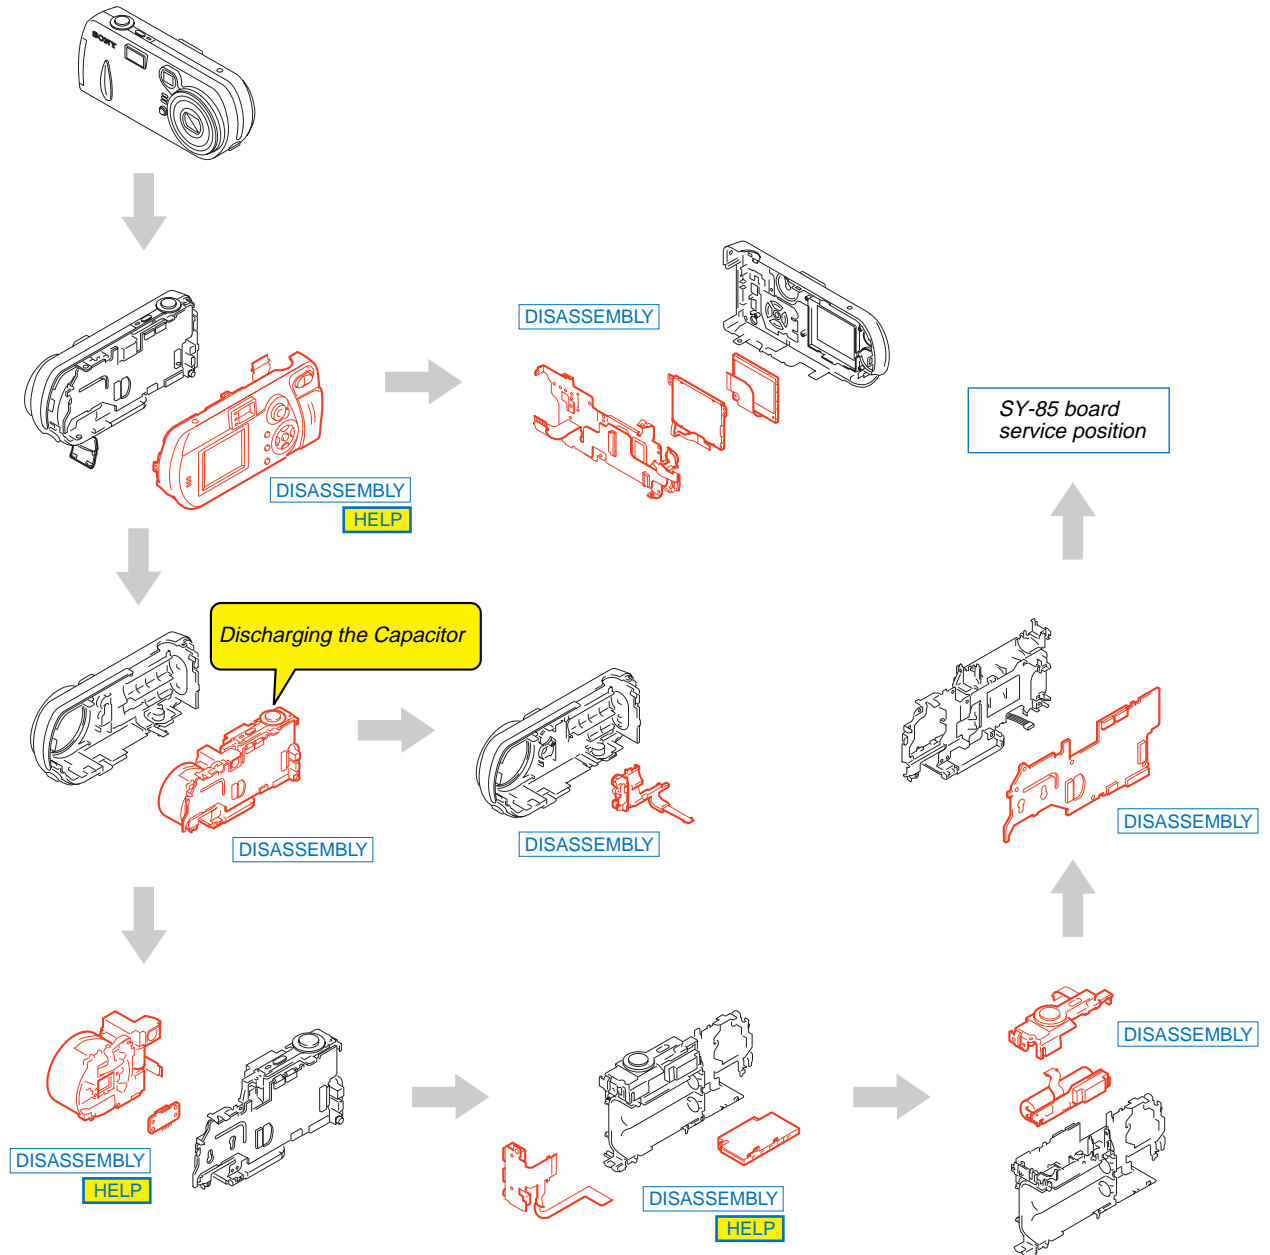 SONY
DISASSEMBLY
SY-85 board
service position
DISASSEMBLY
HELP
Discharging the Capacitor
DISASSEMBLY
DISASSEMBLY
DISASSEMBLY
DISASSEMBLY
DISASSEMBLY
HELP
DISASSEMBLY
HELP